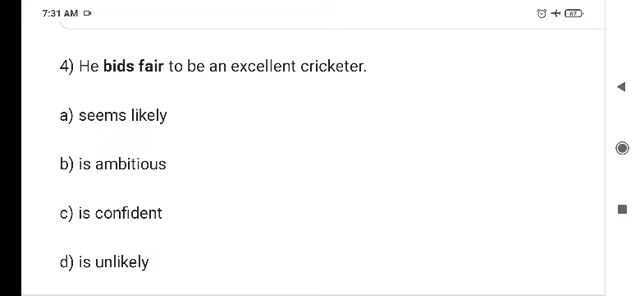 7:31 AM
67
4) He bids fair to be an excellent cricketer.
a) seems likely
b) is ambitious
c) is confident
d) is unlikely